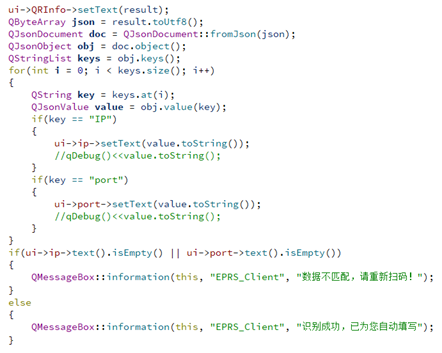 ui->QRInfo->setText(result);
QByteArray json = result.toUtf8();
QJsonDocument doc = QJsonDocument::fromJson(json);
QJsonObject obj = doc.object();
QStringList keys = obj.keys();
for(int i = 0; i < keys.size(); i++)
{
QString key = keys.at(i);
QJsonValue value = obj.value(key);
if(key == "IP")
{
ui->ip->setText(value.toString());
//qDebug()<<value.toString();
}
if(key == "port")
{
ui->port->setText(value.toString());
//qDebug()<<value.toString();
}
}
if(ui->ip->text().isEmpty() || ui->port->text().isEmpty())
{
QMessageBox::information(this, "EPRS_Client", "数据不匹配，请重新扫码！");
}
else
{
QMessageBox::information(this, "EPRS_Client", "识别成功，已为您自动填写");
}